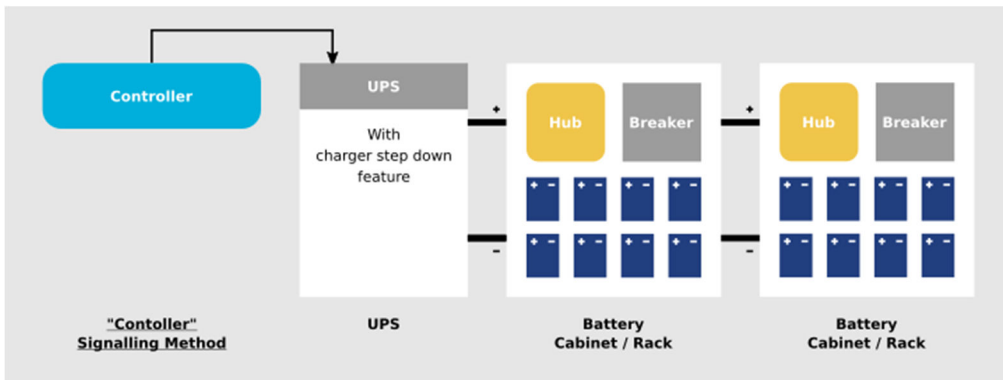 Controller
UPS
With
charger step down
feature
+
-
Hub
Breaker
+ - + - + - + -
+ - + - + - + -
+
-
Hub
Breaker
+ - + - + - + -
+ - + - + - + -
"Contoller"
Signalling Method
UPS
Battery
Cabinet / Rack
Battery
Cabinet / Rack